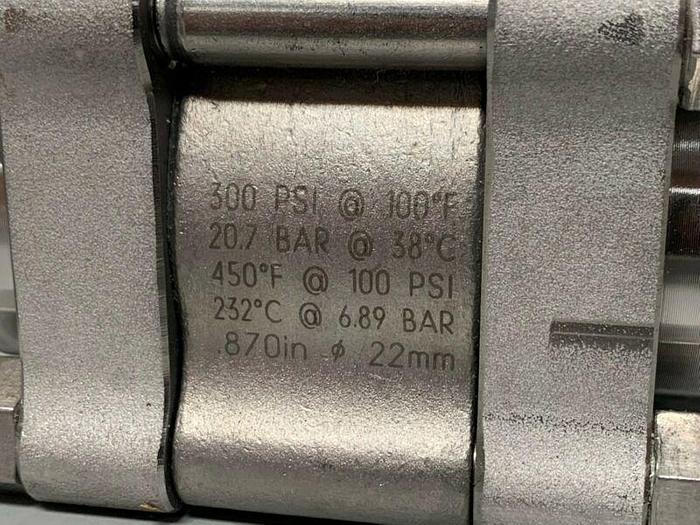 300 PSI @ 100°F
20.7 BAR @ 38°C
450°F @ 100 PSI
232°C @ 6.89 BAR
.870in ⌀ 22mm